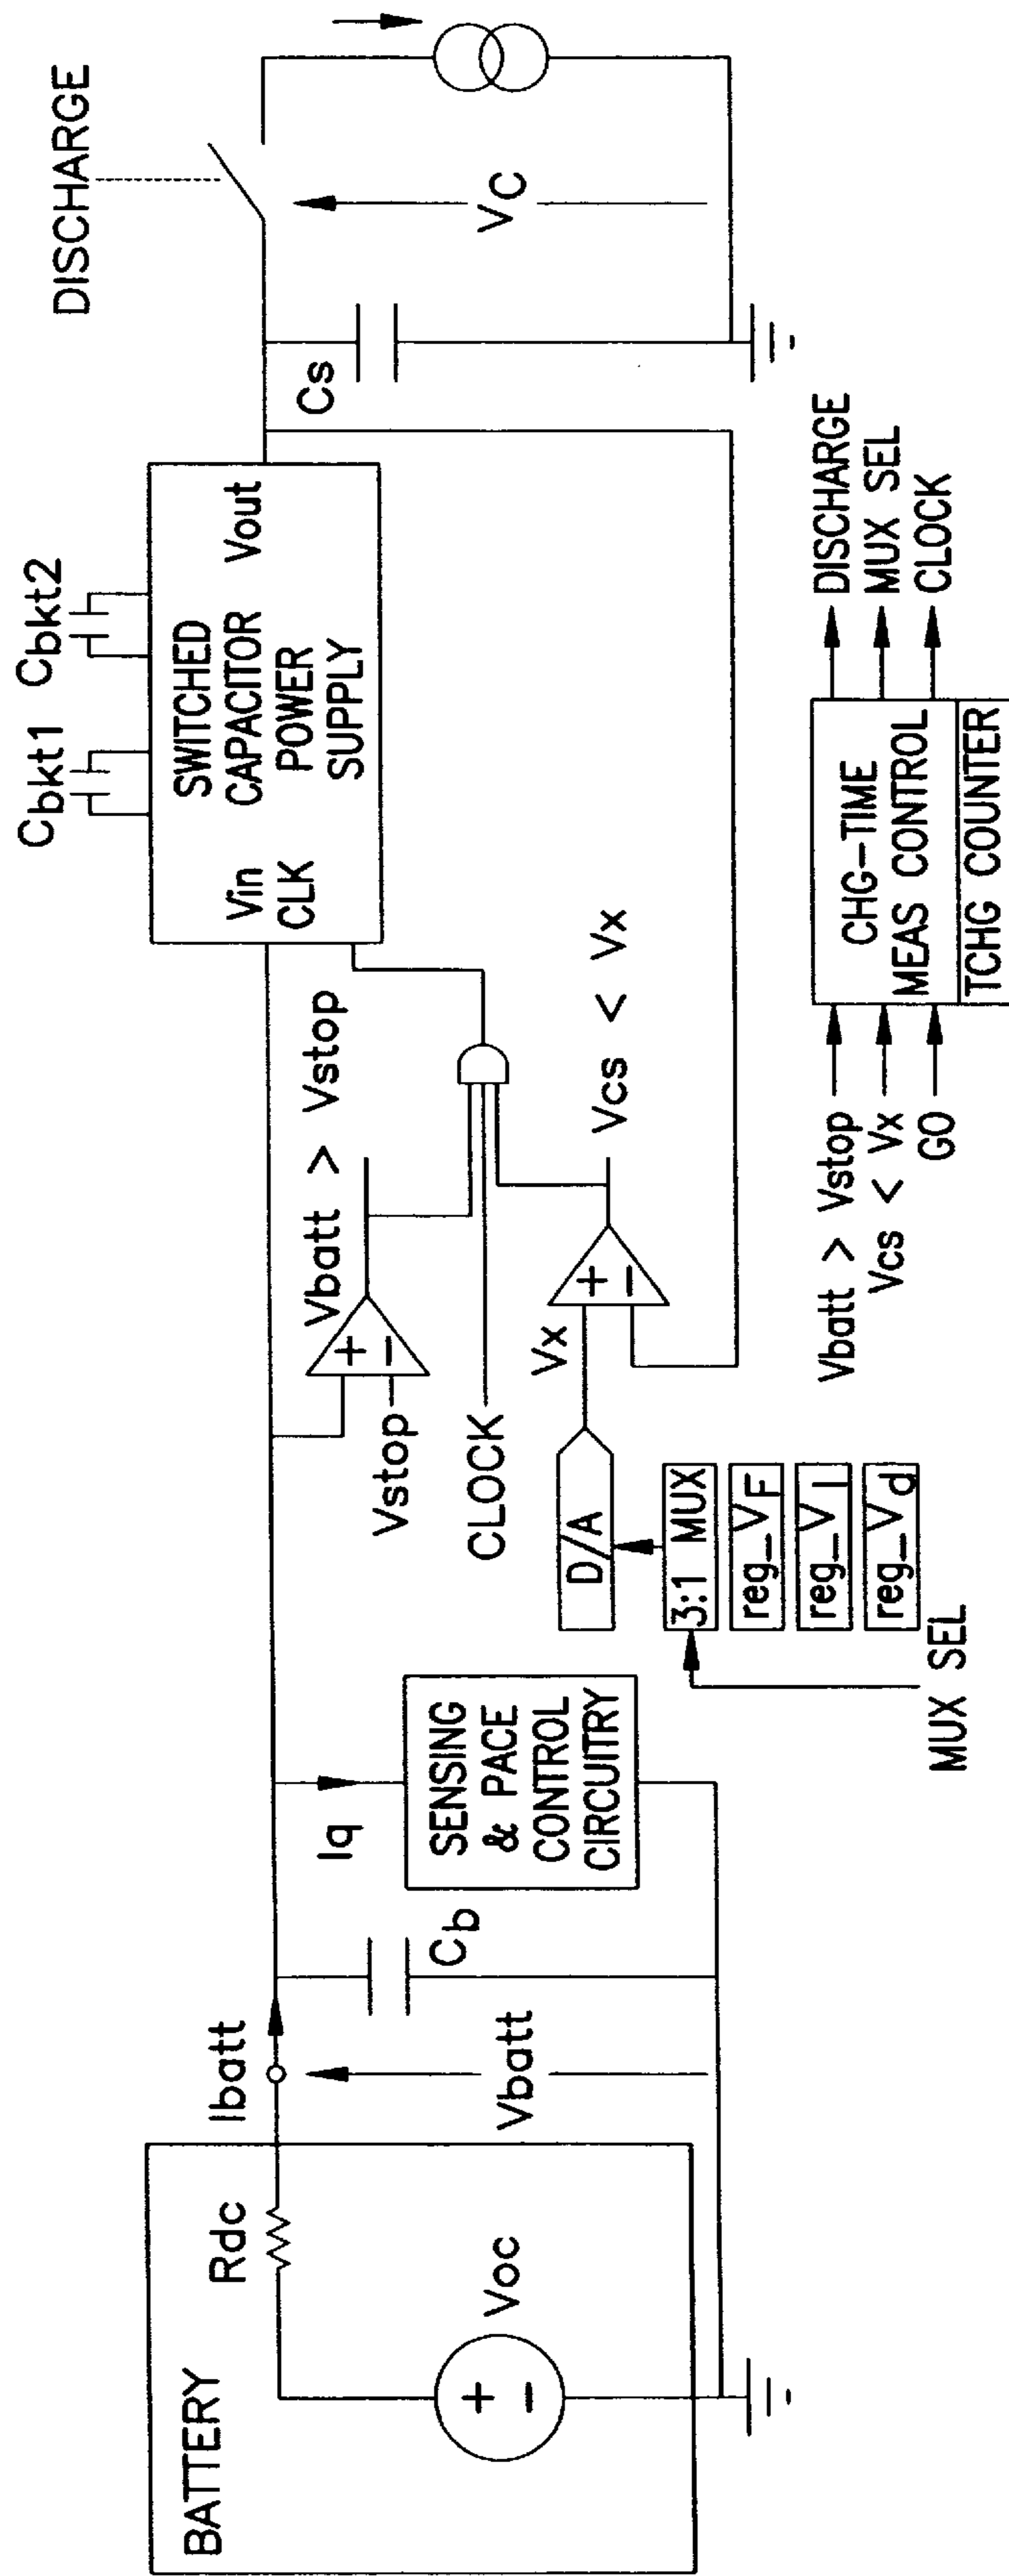 BATTERY
Rdc
Voc
+
−
Ibatt
Vbatt
Cb
Iq
SENSING
& PACE
CONTROL
CIRCUITRY
Vbatt > Vstop
+
−
Vstop
CLOCK
Vx
+
−
Vcs < Vx
D/A
3:1 MUX
reg_VF
reg_VI
reg_Vd
MUX SEL
Cbkt1 Cbkt2
Vin
CLK
SWITCHED
CAPACITOR
POWER
SUPPLY
Vout
Cs
DISCHARGE
VC
Vbatt > Vstop
Vcs < Vx
GO
CHG-TIME
MEAS CONTROL
TCHG COUNTER
DISCHARGE
MUX SEL
CLOCK